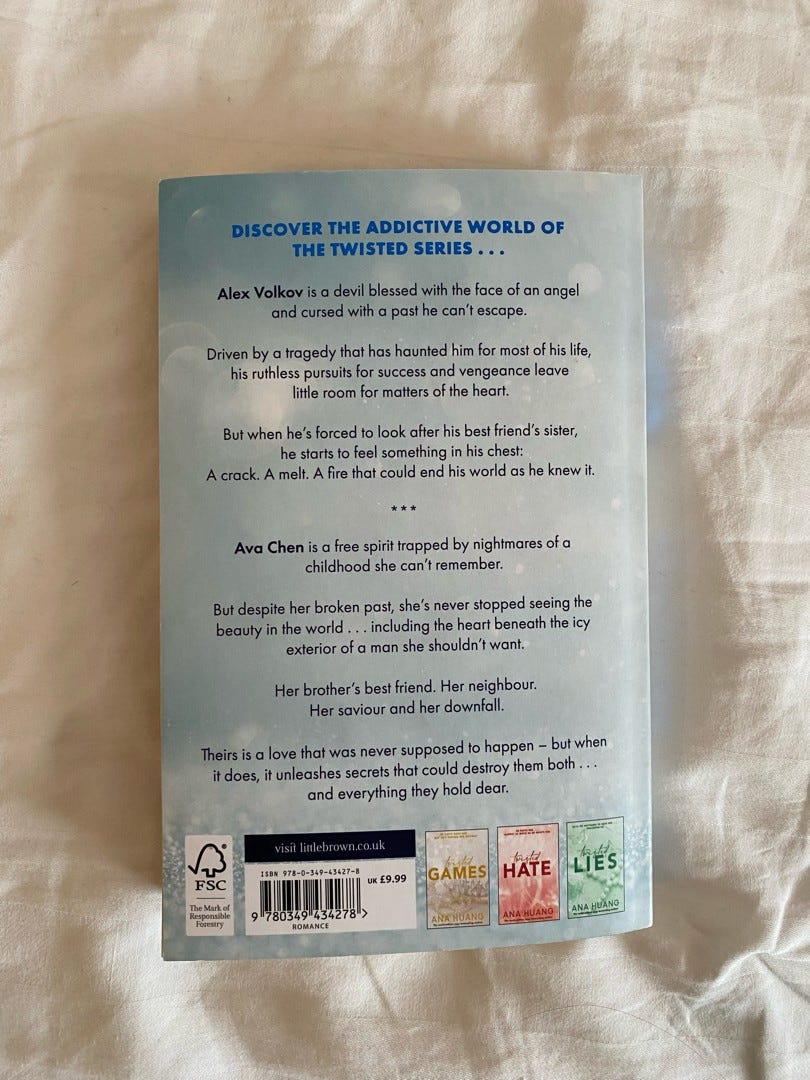 DISCOVER THE ADDICTIVE WORLD OF
THE TWISTED SERIES . . .
Alex Volkov is a devil blessed with the face of an angel
and cursed with a past he can't escape.
Driven by a tragedy that has haunted him for most of his life,
his ruthless pursuits for success and vengeance leave
little room for matters of the heart.
But when he's forced to look after his best friend's sister,
he starts to feel something in his chest:
A crack. A melt. A fire that could end his world as he knew it.
***
Ava Chen is a free spirit trapped by nightmares of a
childhood she can't remember.
But despite her broken past, she's never stopped seeing the
beauty in the world . . . including the heart beneath the icy
exterior of a man she shouldn't want.
Her brother's best friend. Her neighbour.
Her saviour and her downfall.
Theirs is a love that was never supposed to happen – but when
it does, it unleashes secrets that could destroy them both . . .
and everything they hold dear.
FSC
The Mark of
Responsible
Forestry
visit littlebrown.co.uk
ISBN 978-0-349-43427-8
UK £9.99
9 780349 434278 >
ROMANCE
twisted
GAMES
ANA HUANG
twisted
HATE
ANA HUANG
twisted
LIES
ANA HUANG